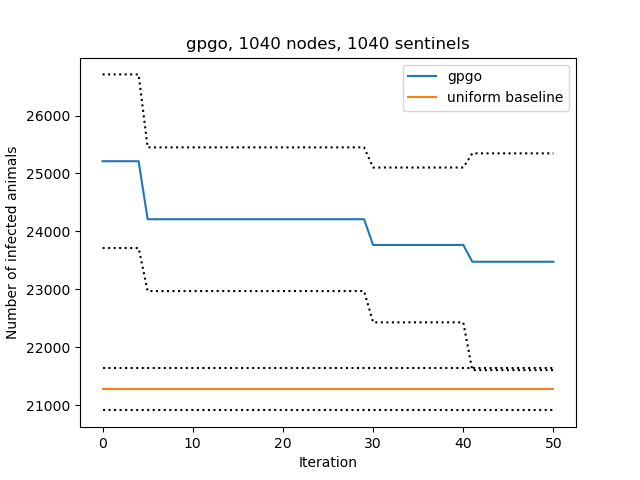 gpgo, 1040 nodes, 1040 sentinels
gpgo
uniform baseline
Number of infected animals
26000
25000
24000
23000
22000
21000
0 10 20 30 40 50
Iteration